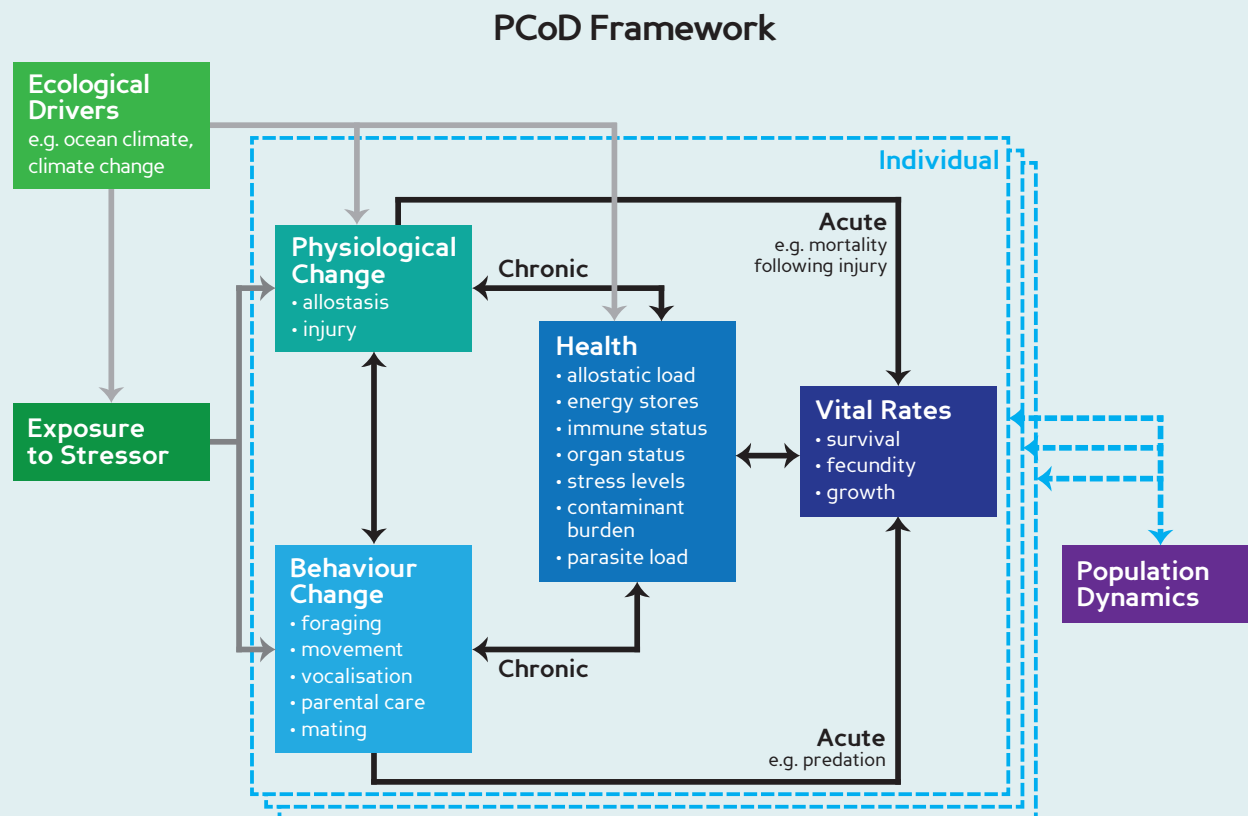 PCoD Framework
Ecological
Drivers
e.g. ocean climate,
climate change
Individual
Acute
e.g. mortality
following injury
Physiological
Change
• allostasis
• injury
Chronic
Health
• allostatic load
• energy stores
• immune status
• organ status
• stress levels
• contaminant
burden
• parasite load
Vital Rates
• survival
• fecundity
• growth
Exposure
to Stressor
Behaviour
Change
• foraging
• movement
• vocalisation
• parental care
• mating
Chronic
Acute
e.g. predation
Population
Dynamics